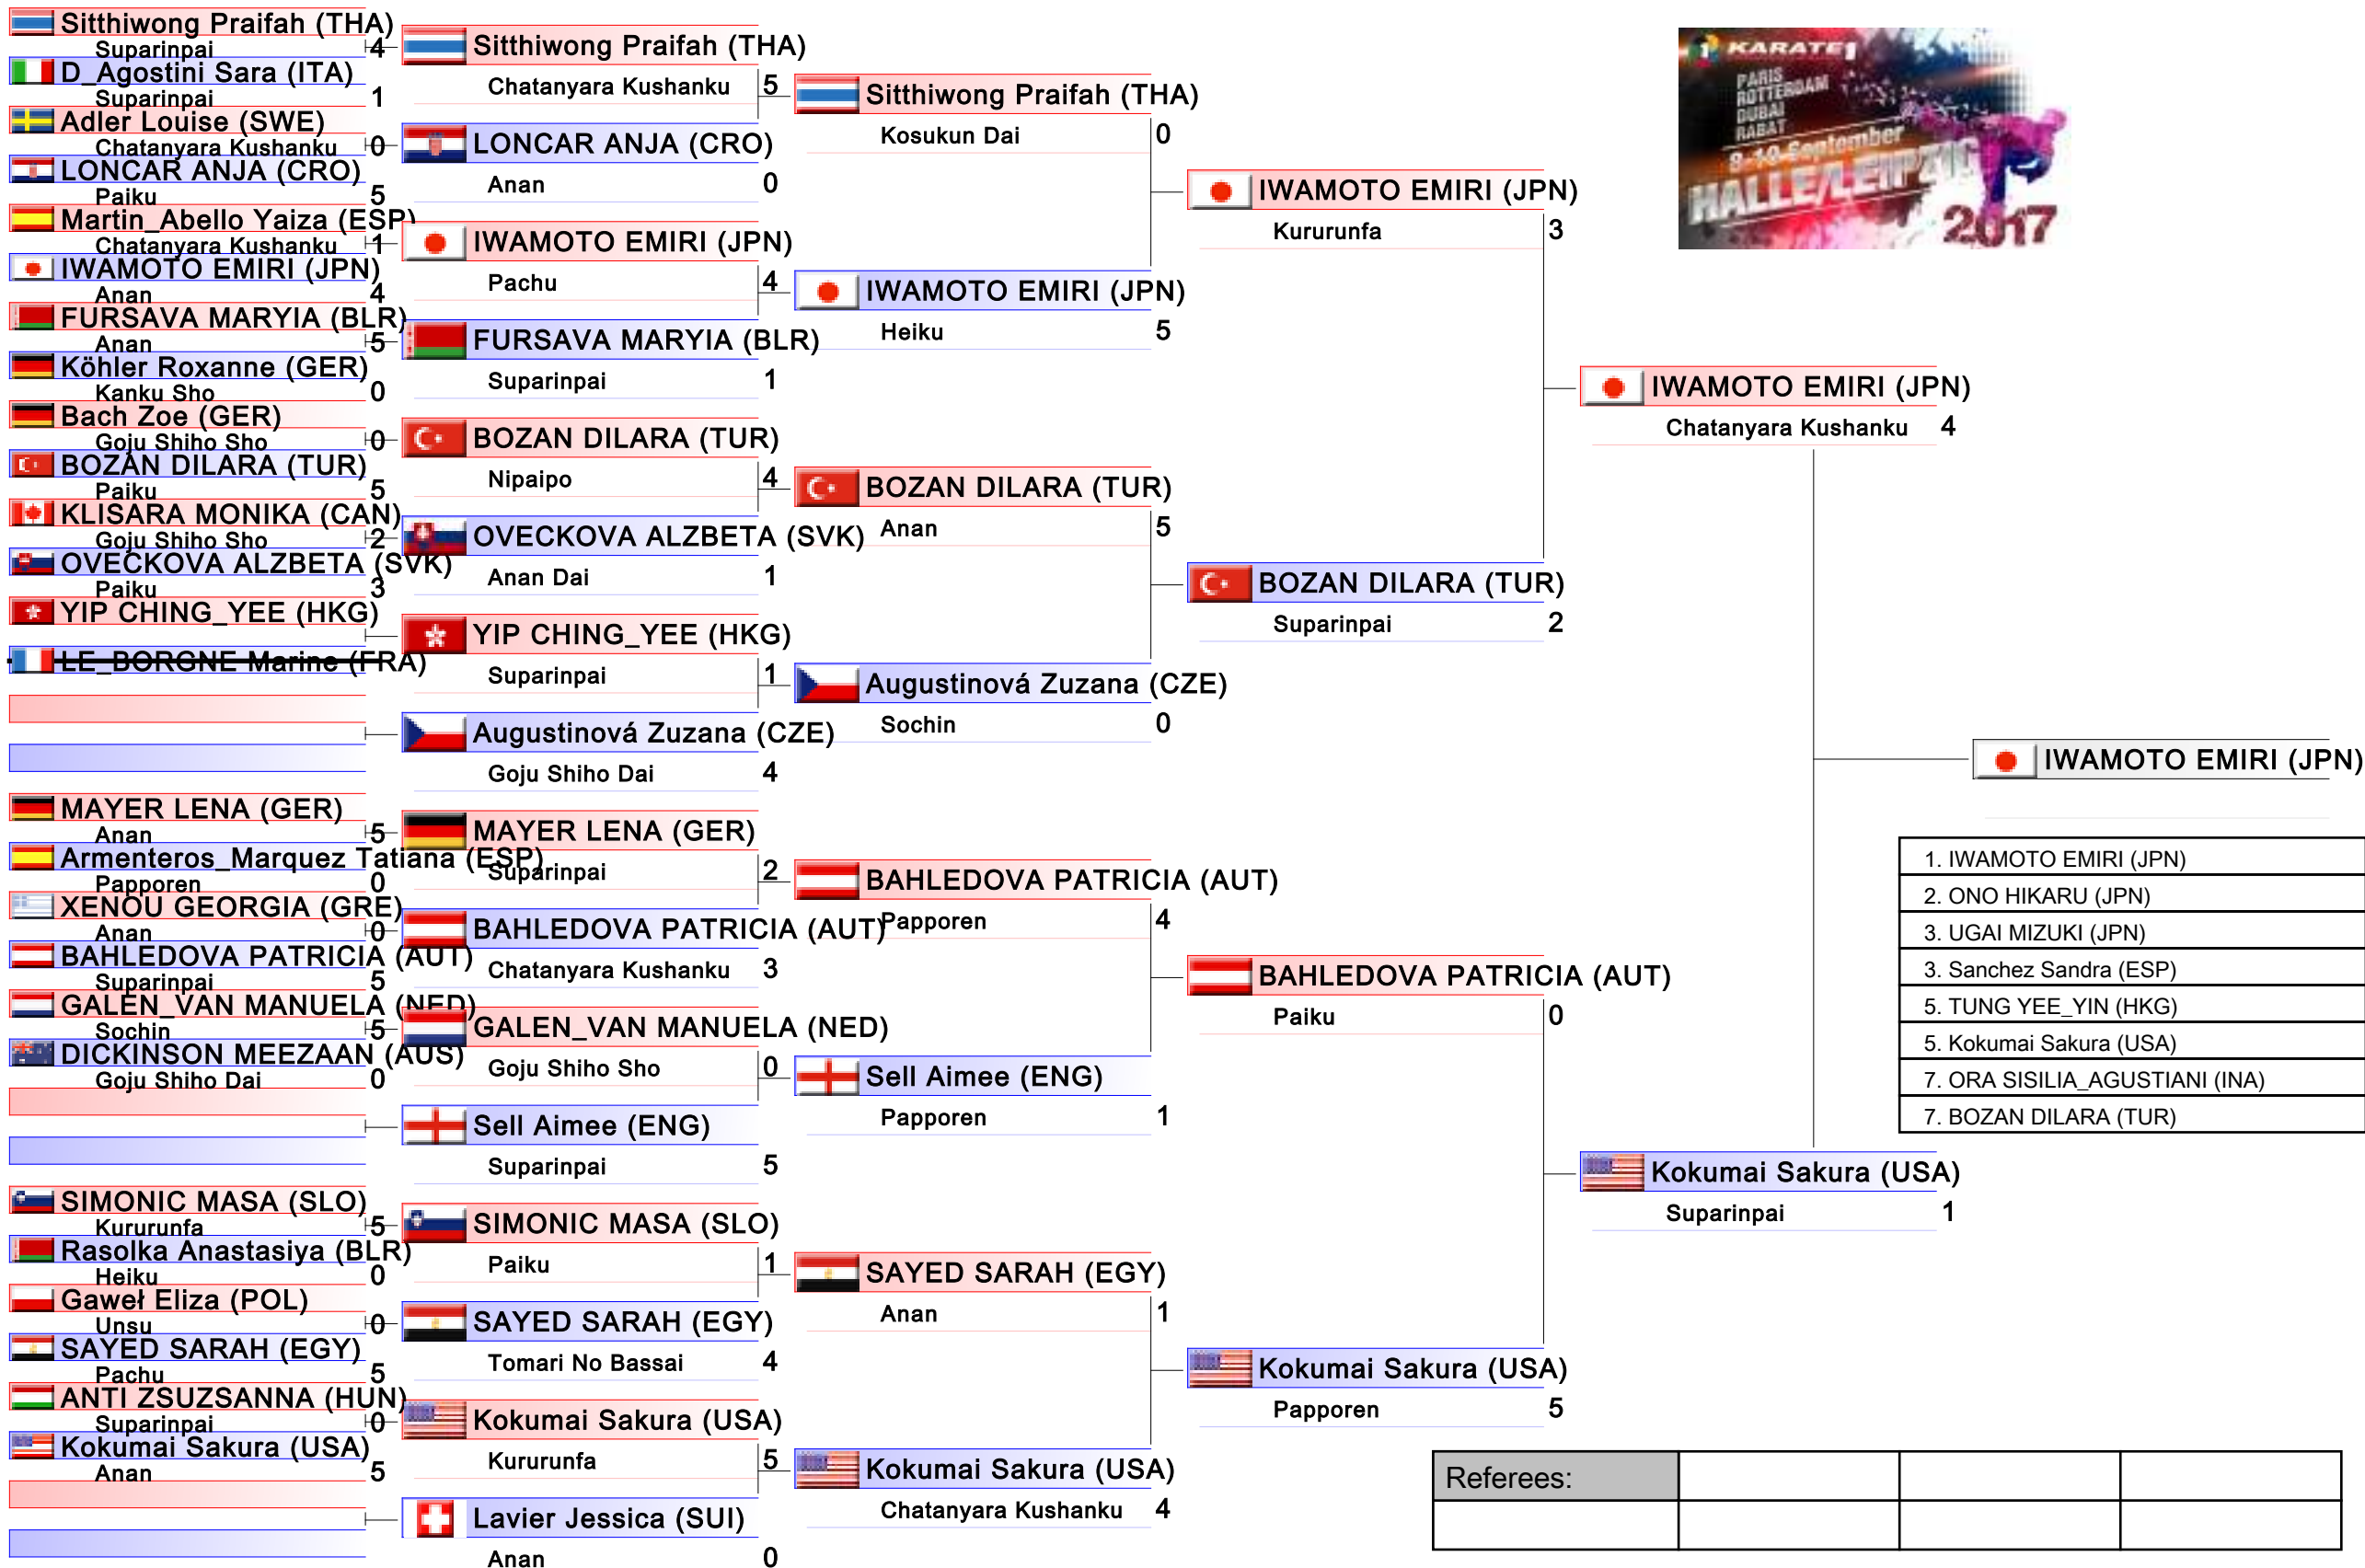 Sitthiwong Praifah (THA)
Suparinpai 4
D_Agostini Sara (ITA)
Suparinpai 1
Adler Louise (SWE)
Chatanyara Kushanku 0
LONCAR ANJA (CRO)
Paiku 5
Martin_Abello Yaiza (ESP)
Chatanyara Kushanku 1
IWAMOTO EMIRI (JPN)
Anan 4
FURSAVA MARYIA (BLR)
Anan 5
Köhler Roxanne (GER)
Kanku Sho 0
Bach Zoe (GER)
Goju Shiho Sho 0
BOZAN DILARA (TUR)
Paiku 5
KLISARA MONIKA (CAN)
Goju Shiho Sho 2
OVECKOVA ALZBETA (SVK)
Paiku 3
YIP CHING_YEE (HKG)
LE_BORGNE Marine (FRA)
MAYER LENA (GER)
Anan 5
Armenteros_Marquez Tatiana (ESP)
Papporen 0
XENOU GEORGIA (GRE)
Anan 0
BAHLEDOVA PATRICIA (AUT)
Suparinpai 5
GALEN_VAN MANUELA (NED)
Sochin 5
DICKINSON MEEZAAN (AUS)
Goju Shiho Dai 0
SIMONIC MASA (SLO)
Kururunfa 5
Rasolka Anastasiya (BLR)
Heiku 0
Gaweł Eliza (POL)
Unsu 0
SAYED SARAH (EGY)
Pachu 5
ANTI ZSUZSANNA (HUN)
Suparinpai 0
Kokumai Sakura (USA)
Anan 5
Sitthiwong Praifah (THA)
Chatanyara Kushanku 5
LONCAR ANJA (CRO)
Anan 0
IWAMOTO EMIRI (JPN)
Pachu 4
FURSAVA MARYIA (BLR)
Suparinpai 1
BOZAN DILARA (TUR)
Nipaipo 4
OVECKOVA ALZBETA (SVK)
Anan Dai 1
YIP CHING_YEE (HKG)
Suparinpai 1
Augustinová Zuzana (CZE)
Goju Shiho Dai 4
MAYER LENA (GER)
Suparinpai 2
BAHLEDOVA PATRICIA (AUT)
Chatanyara Kushanku 3
GALEN_VAN MANUELA (NED)
Goju Shiho Sho 0
Sell Aimee (ENG)
Suparinpai 5
SIMONIC MASA (SLO)
Paiku 1
SAYED SARAH (EGY)
Tomari No Bassai 4
Kokumai Sakura (USA)
Kururunfa 5
Lavier Jessica (SUI)
Anan 0
Sitthiwong Praifah (THA)
Kosukun Dai 0
IWAMOTO EMIRI (JPN)
Heiku 5
BOZAN DILARA (TUR)
Anan 5
Augustinová Zuzana (CZE)
Sochin 0
BAHLEDOVA PATRICIA (AUT)
Papporen 4
Sell Aimee (ENG)
Papporen 1
SAYED SARAH (EGY)
Anan 1
Kokumai Sakura (USA)
Chatanyara Kushanku 4
IWAMOTO EMIRI (JPN)
Kururunfa 3
BOZAN DILARA (TUR)
Suparinpai 2
BAHLEDOVA PATRICIA (AUT)
Paiku 0
Kokumai Sakura (USA)
Papporen 5
IWAMOTO EMIRI (JPN)
Chatanyara Kushanku 4
Kokumai Sakura (USA)
Suparinpai 1
KARATE1
PARIS
ROTTERDAM
DUBAI
RABAT
8-10 September
HALLE/LEIPZIG
2017
IWAMOTO EMIRI (JPN)
1. IWAMOTO EMIRI (JPN)
2. ONO HIKARU (JPN)
3. UGAI MIZUKI (JPN)
3. Sanchez Sandra (ESP)
5. TUNG YEE_YIN (HKG)
5. Kokumai Sakura (USA)
7. ORA SISILIA_AGUSTIANI (INA)
7. BOZAN DILARA (TUR)
Referees: